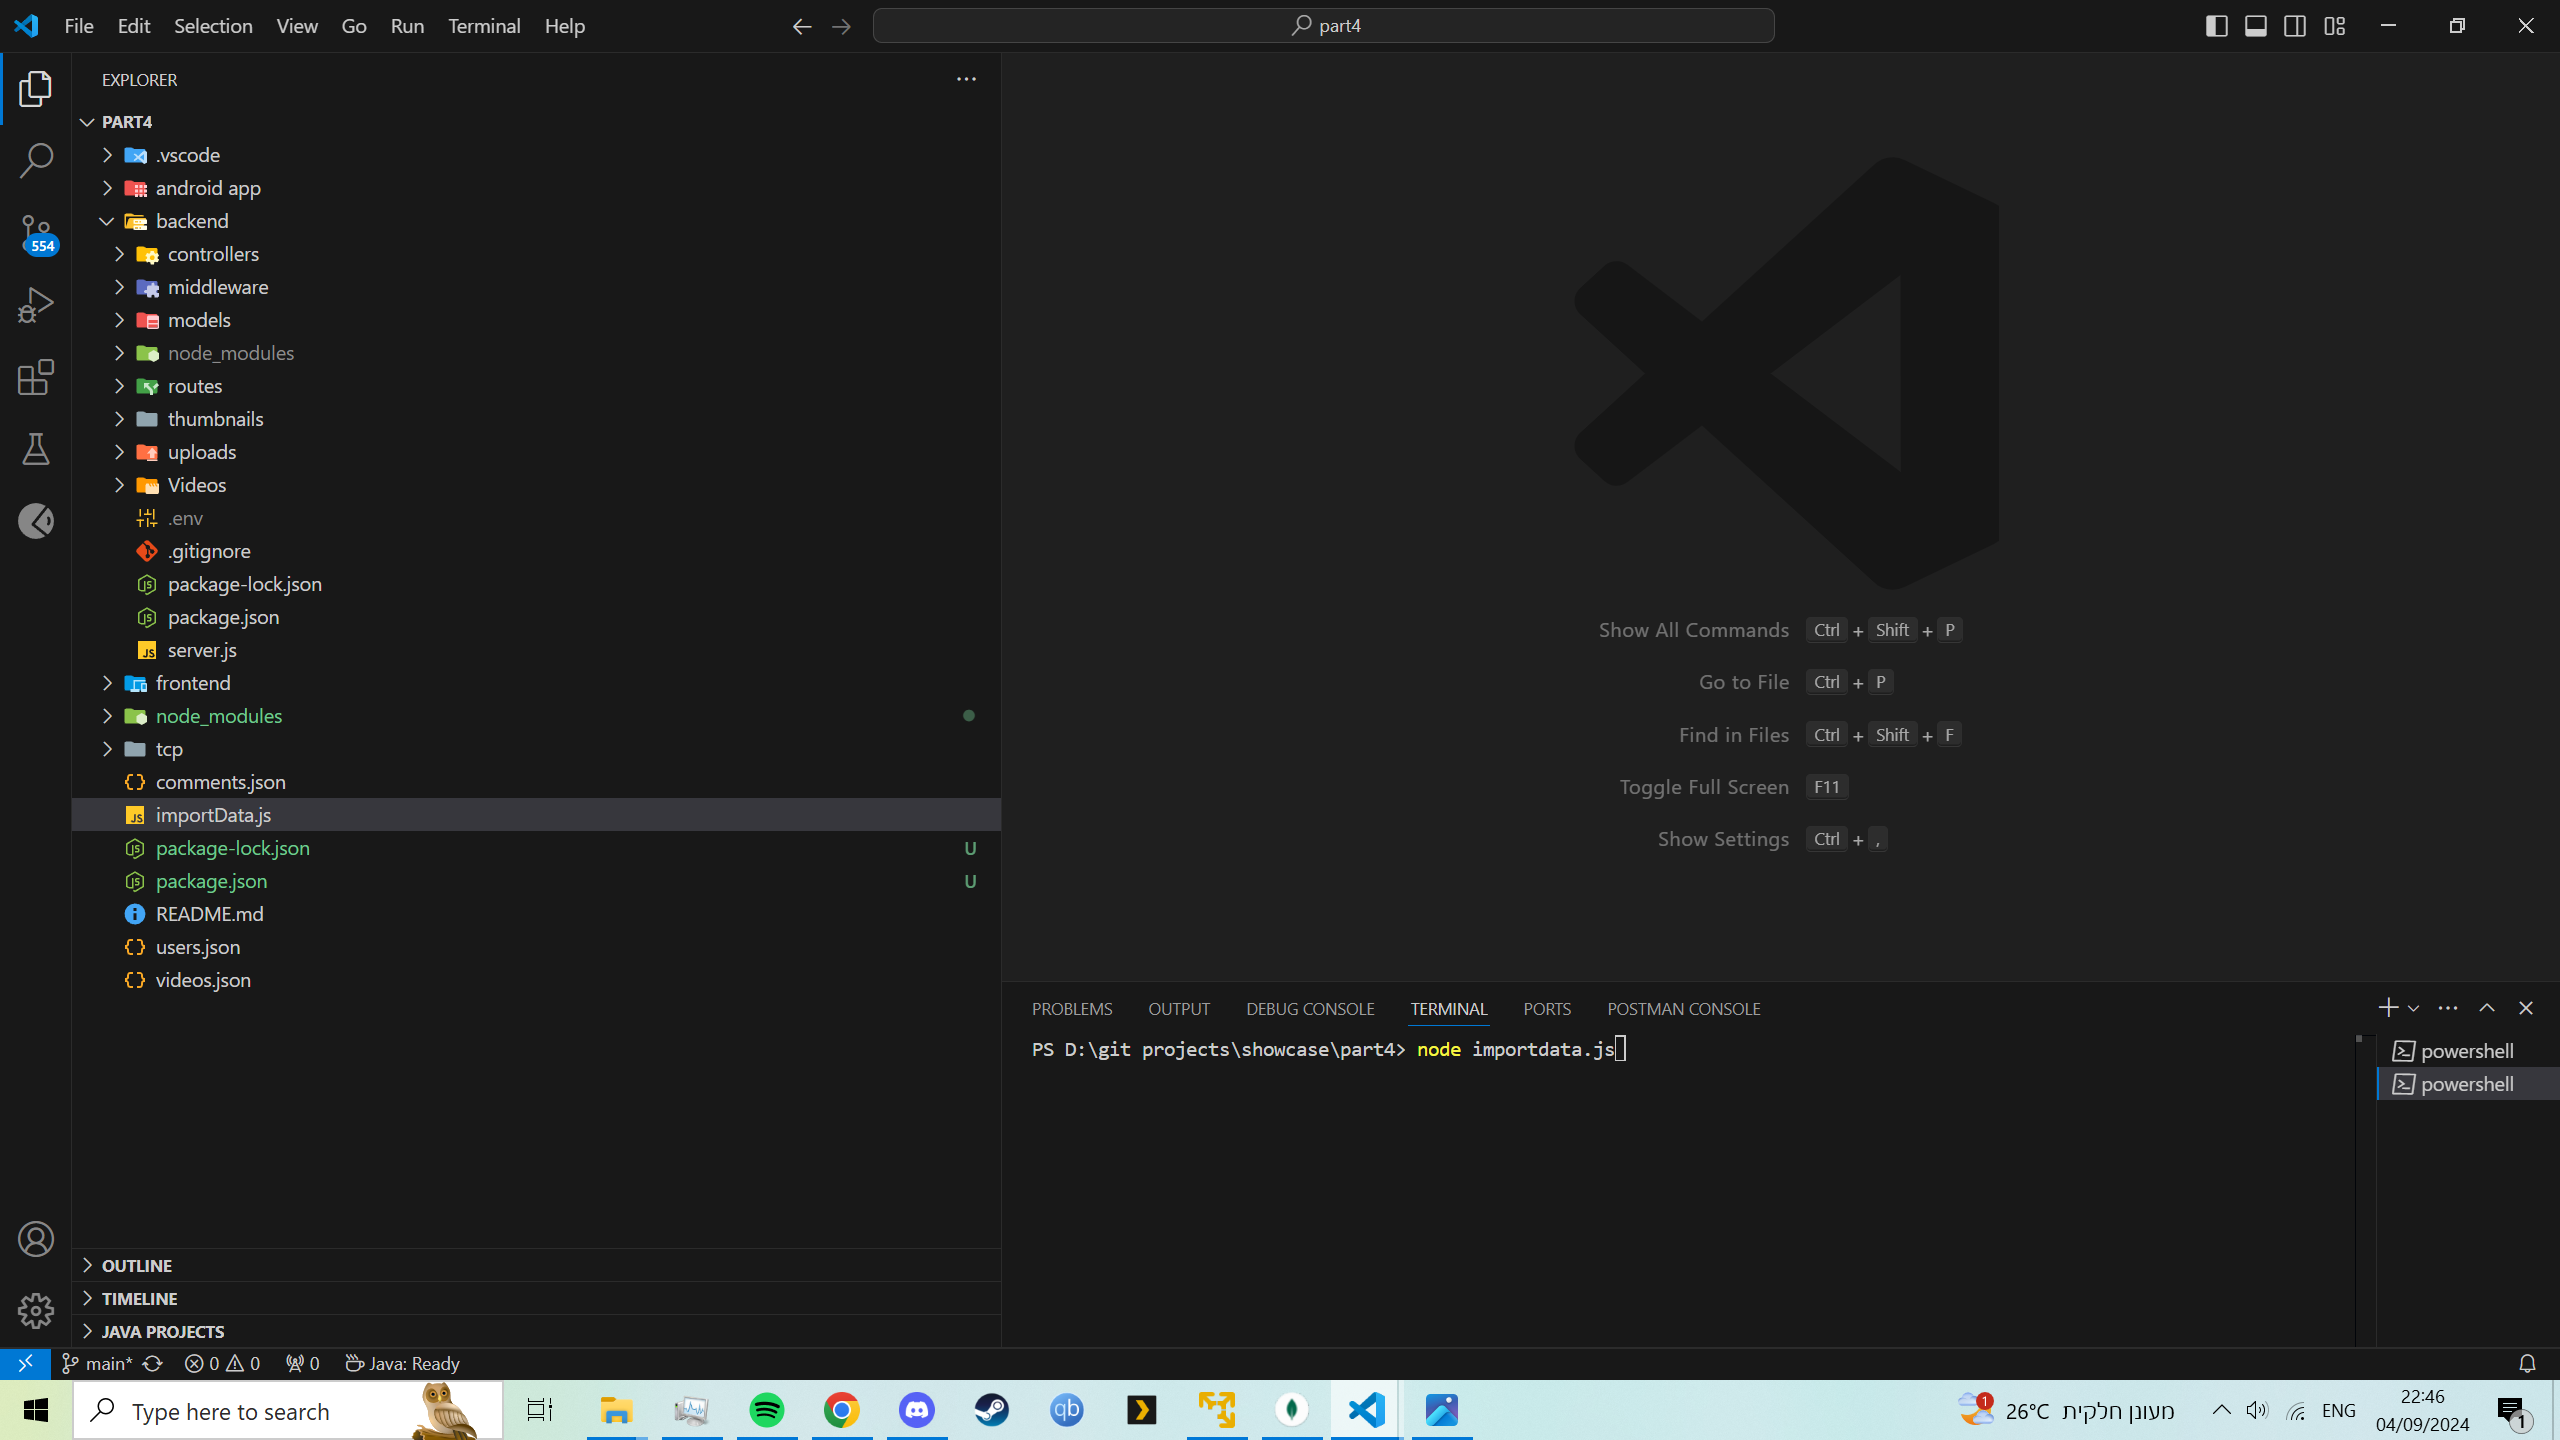 File Edit Selection View Go Run Terminal Help
part4
EXPLORER
PART4
.vscode
android app
backend
controllers
middleware
models
node_modules
routes
thumbnails
uploads
Videos
.env
.gitignore
package-lock.json
package.json
server.js
frontend
node_modules
tcp
comments.json
importData.js
package-lock.json U
package.json U
README.md
users.json
videos.json
OUTLINE
TIMELINE
JAVA PROJECTS
554
Show All Commands Ctrl + Shift + P
Go to File Ctrl + P
Find in Files Ctrl + Shift + F
Toggle Full Screen F11
Show Settings Ctrl + ,
PROBLEMS OUTPUT DEBUG CONSOLE TERMINAL PORTS POSTMAN CONSOLE
PS D:\git projects\showcase\part4> node importdata.js
powershell
powershell
main* 0 0 0 Java: Ready
Type here to search
qb
1 26°C מעונן חלקית
ENG
22:46
04/09/2024
1